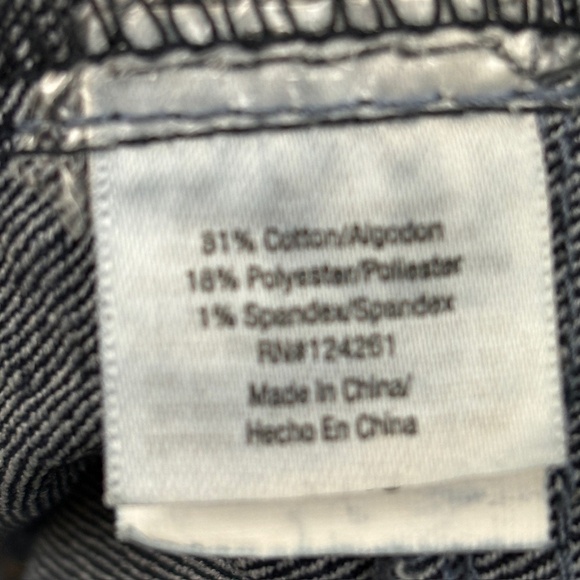 81% Cotton/Algodon
18% Polyester/Poliester
1% Spandex/Spandex
RN#124261
Made In China/
Hecho En China